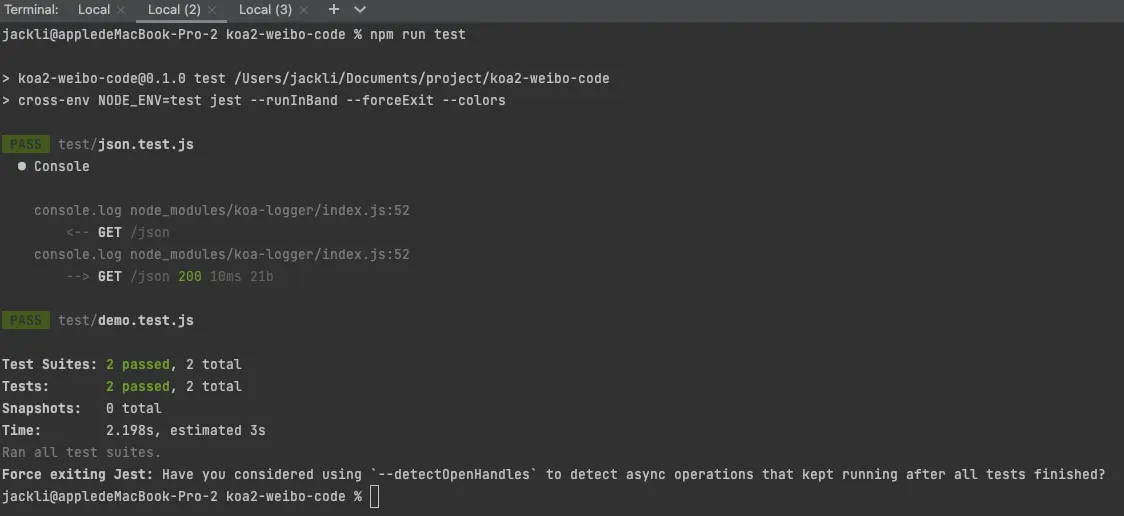 Terminal: Local × Local (2) × Local (3) × +
jackli@appledeMacBook-Pro-2 koa2-weibo-code % npm run test
> koa2-weibo-code@0.1.0 test /Users/jackli/Documents/project/koa2-weibo-code
> cross-env NODE_ENV=test jest --runInBand --forceExit --colors
PASS test/json.test.js
● Console
console.log node_modules/koa-logger/index.js:52
<-- GET /json
console.log node_modules/koa-logger/index.js:52
--> GET /json 200 10ms 21b
PASS test/demo.test.js
Test Suites: 2 passed, 2 total
Tests: 2 passed, 2 total
Snapshots: 0 total
Time: 2.198s, estimated 3s
Ran all test suites.
Force exiting Jest: Have you considered using `--detectOpenHandles` to detect async operations that kept running after all tests finished?
jackli@appledeMacBook-Pro-2 koa2-weibo-code %